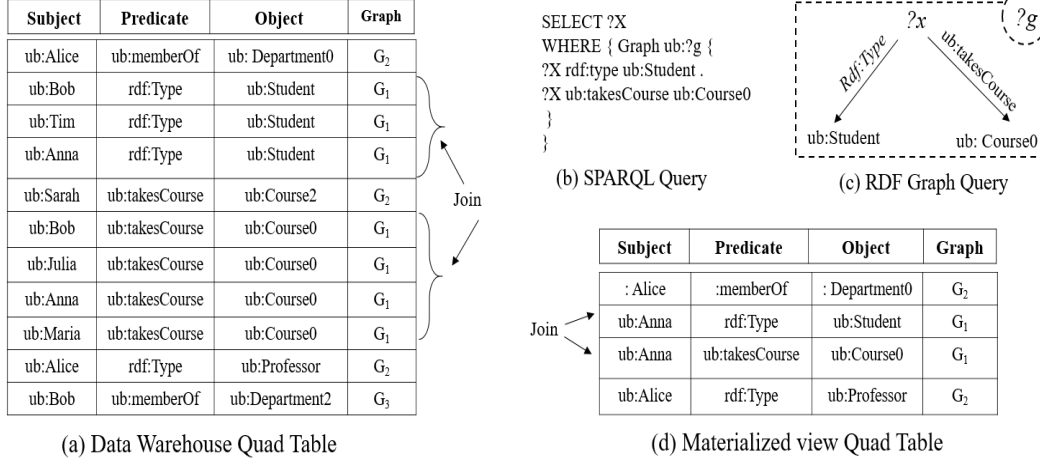 Subject Predicate Object Graph
ub:Alice ub:memberOf ub: Department0 G₂
ub:Bob rdf:Type ub:Student G₁
ub:Tim rdf:Type ub:Student G₁
ub:Anna rdf:Type ub:Student G₁
ub:Sarah ub:takesCourse ub:Course2 G₂
ub:Bob ub:takesCourse ub:Course0 G₁
ub:Julia ub:takesCourse ub:Course0 G₁
ub:Anna ub:takesCourse ub:Course0 G₁
ub:Maria ub:takesCourse ub:Course0 G₁
ub:Alice rdf:Type ub:Professor G₂
ub:Bob ub:memberOf ub:Department2 G₃
Join
(a) Data Warehouse Quad Table
SELECT ?X
WHERE { Graph ub:?g {
?X rdf:type ub:Student .
?X ub:takesCourse ub:Course0
}
}
(b) SPARQL Query
?x
?g
Rdf:Type
ub:takesCourse
ub:Student
ub: Course0
(c) RDF Graph Query
Subject Predicate Object Graph
: Alice :memberOf : Department0 G₂
ub:Anna rdf:Type ub:Student G₁
ub:Anna ub:takesCourse ub:Course0 G₁
ub:Alice rdf:Type ub:Professor G₂
Join
(d) Materialized view Quad Table